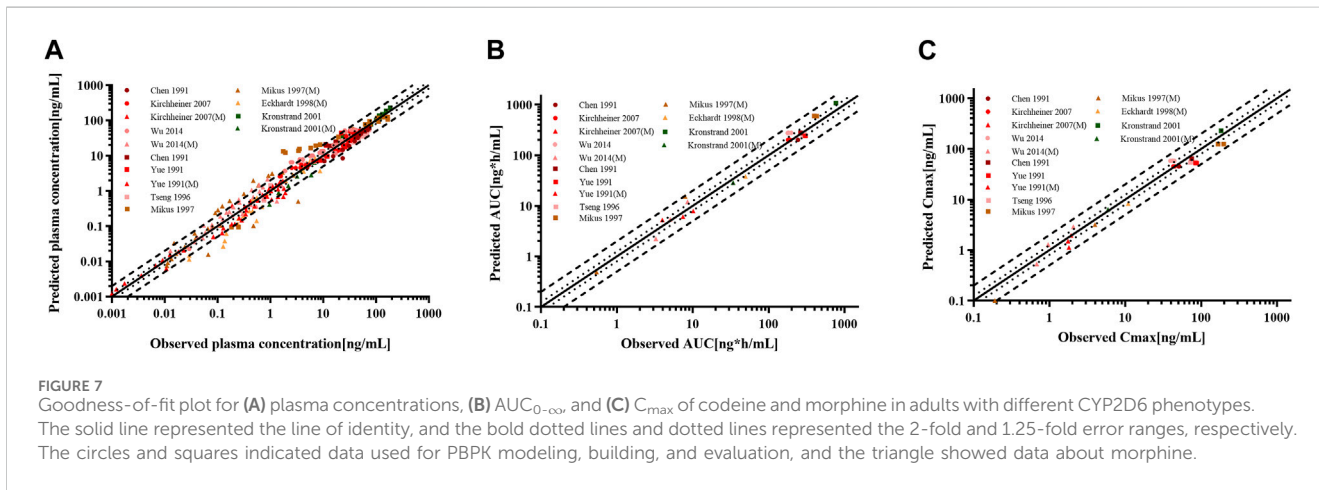 A
Predicted plasma concentration[ng/mL]
1000
100
10
1
0.1
0.01
0.001
0.001
0.01
0.1
1
10
100
1000
Observed plasma concentration[ng/mL]
Chen 1991
Kirchheiner 2007
Kirchheiner 2007(M)
Wu 2014
Wu 2014(M)
Chen 1991
Yue 1991
Yue 1991(M)
Tseng 1996
Mikus 1997
Mikus 1997(M)
Eckhardt 1998(M)
Kronstrand 2001
Kronstrand 2001(M)
B
Predicted AUC[ng*h/mL]
1000
100
10
1
0.1
0.1
1
10
100
1000
Observed AUC[ng*h/mL]
Chen 1991
Kirchheiner 2007
Kirchheiner 2007(M)
Wu 2014
Wu 2014(M)
Chen 1991
Yue 1991
Yue 1991(M)
Tseng 1996
Mikus 1997
Mikus 1997(M)
Eckhardt 1998(M)
Kronstrand 2001
Kronstrand 2001(M)
C
Predicted Cmax[ng/mL]
1000
100
10
1
0.1
0.1
1
10
100
1000
Observed Cmax[ng/mL]
Chen 1991
Kirchheiner 2007
Kirchheiner 2007(M)
Wu 2014
Wu 2014(M)
Chen 1991
Yue 1991
Yue 1991(M)
Tseng 1996
Mikus 1997
Mikus 1997(M)
Eckhardt 1998(M)
Kronstrand 2001
Kronstrand 2001(M)
FIGURE 7
Goodness-of-fit plot for (A) plasma concentrations, (B) AUC0-∞, and (C) Cmax of codeine and morphine in adults with different CYP2D6 phenotypes.
The solid line represented the line of identity, and the bold dotted lines and dotted lines represented the 2-fold and 1.25-fold error ranges, respectively.
The circles and squares indicated data used for PBPK modeling, building, and evaluation, and the triangle showed data about morphine.